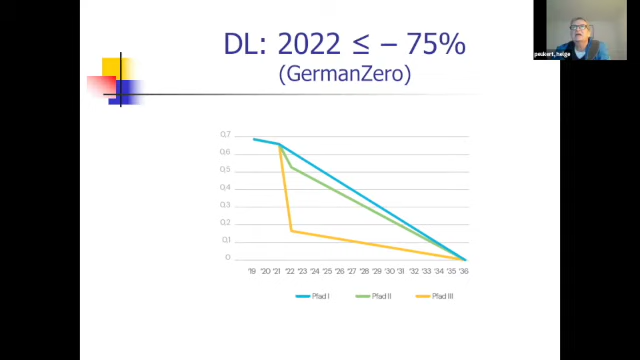 DL: 2022 ≤ – 75%
(GermanZero)
peukert, helge
0,7
0,6
0,5
0,4
0,3
0,2
0,1
0
'19 '20 '21 '22 '23 '24 '25 '26 '27 '28 '29 '30 '31 '32 '33 '34 '35 '36
Pfad I Pfad II Pfad III